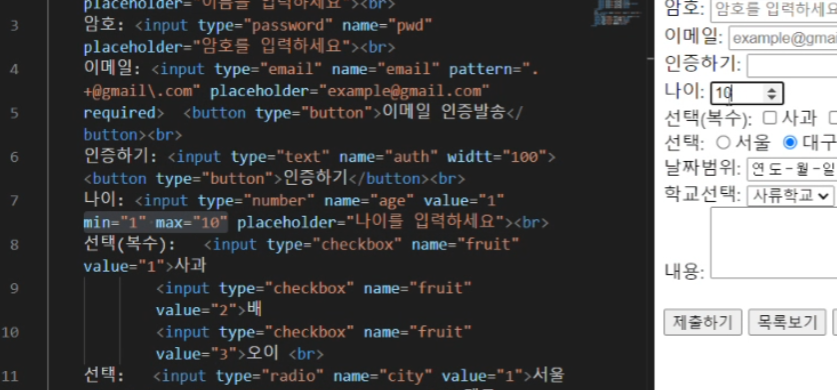 placeholder="이름을 입력하세요"><br>
3 암호: <input type="password" name="pwd"
placeholder="암호를 입력하세요"><br>
4 이메일: <input type="email" name="email" pattern=".
+@gmail\.com" placeholder="example@gmail.com"
5 required> <button type="button">이메일 인증발송</
button><br>
6 인증하기: <input type="text" name="auth" widtt="100">
<button type="button">인증하기</button><br>
7 나이: <input type="number" name="age" value="1"
min="1" max="10" placeholder="나이를 입력하세요"><br>
8 선택(복수): <input type="checkbox" name="fruit"
value="1">사과
9 <input type="checkbox" name="fruit"
value="2">배
10 <input type="checkbox" name="fruit"
value="3">오이 <br>
11 선택: <input type="radio" name="city" value="1">서울
암호: 암호를 입력하세요
이메일: example@gmai
인증하기:
나이: 10
선택(복수): 사과
선택: 서울 대구
날짜범위: 연도-월-일
학교선택: 사류학교
내용:
제출하기 목록보기